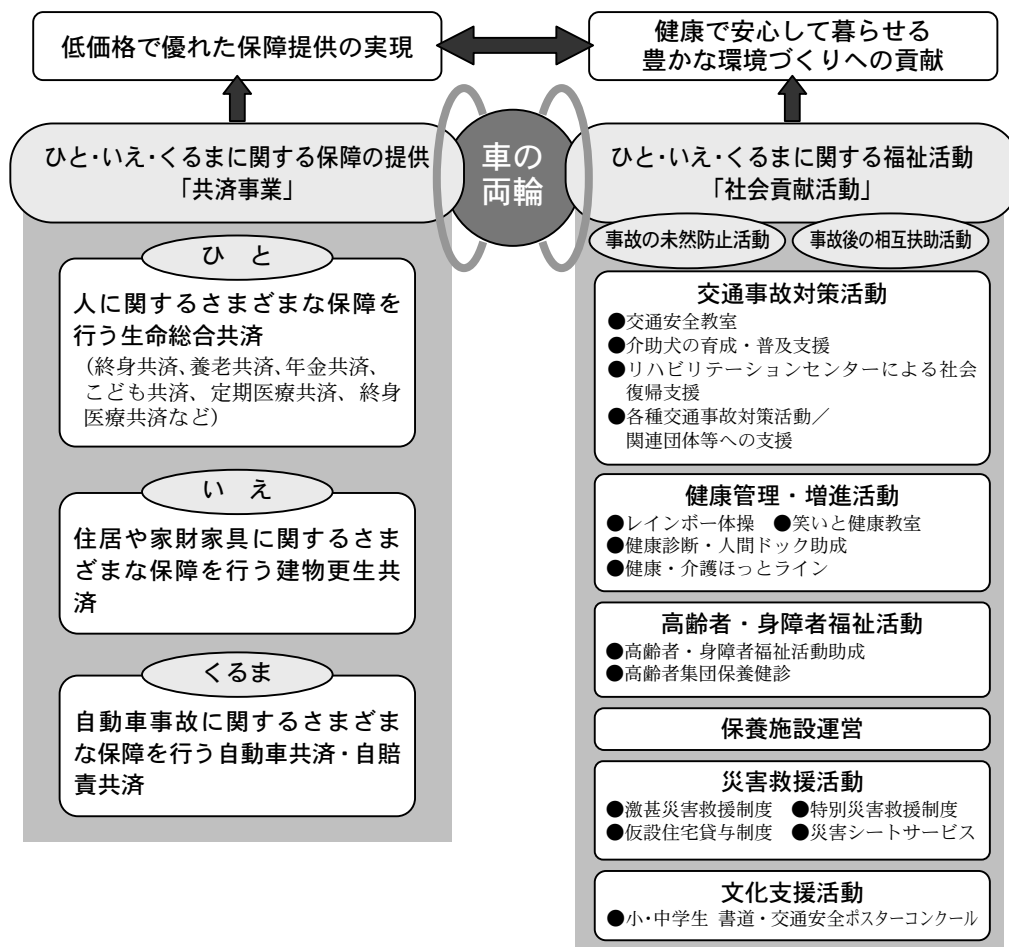 低価格で優れた保障提供の実現
健康で安心して暮らせる
豊かな環境づくりへの貢献
ひと・いえ・くるまに関する保障の提供
「共済事業」
車の
両輪
ひと・いえ・くるまに関する福祉活動
「社会貢献活動」
ひ と
人に関するさまざまな保障を
行う生命総合共済
(終身共済、養老共済、年金共済、
こども共済、定期医療共済、終身
医療共済など)
い え
住居や家財家具に関するさま
ざまな保障を行う建物更生共
済
くるま
自動車事故に関するさまざま
な保障を行う自動車共済・自賠
責共済
事故の未然防止活動
事故後の相互扶助活動
交通事故対策活動
●交通安全教室
●介助犬の育成・普及支援
●リハビリテーションセンターによる社会
復帰支援
●各種交通事故対策活動/
関連団体等への支援
健康管理・増進活動
●レインボー体操 ●笑いと健康教室
●健康診断・人間ドック助成
●健康・介護ほっとライン
高齢者・身障者福祉活動
●高齢者・身障者福祉活動助成
●高齢者集団保養健診
保養施設運営
災害救援活動
●激甚災害救援制度 ●特別災害救援制度
●仮設住宅貸与制度 ●災害シートサービス
文化支援活動
●小・中学生 書道・交通安全ポスターコンクール